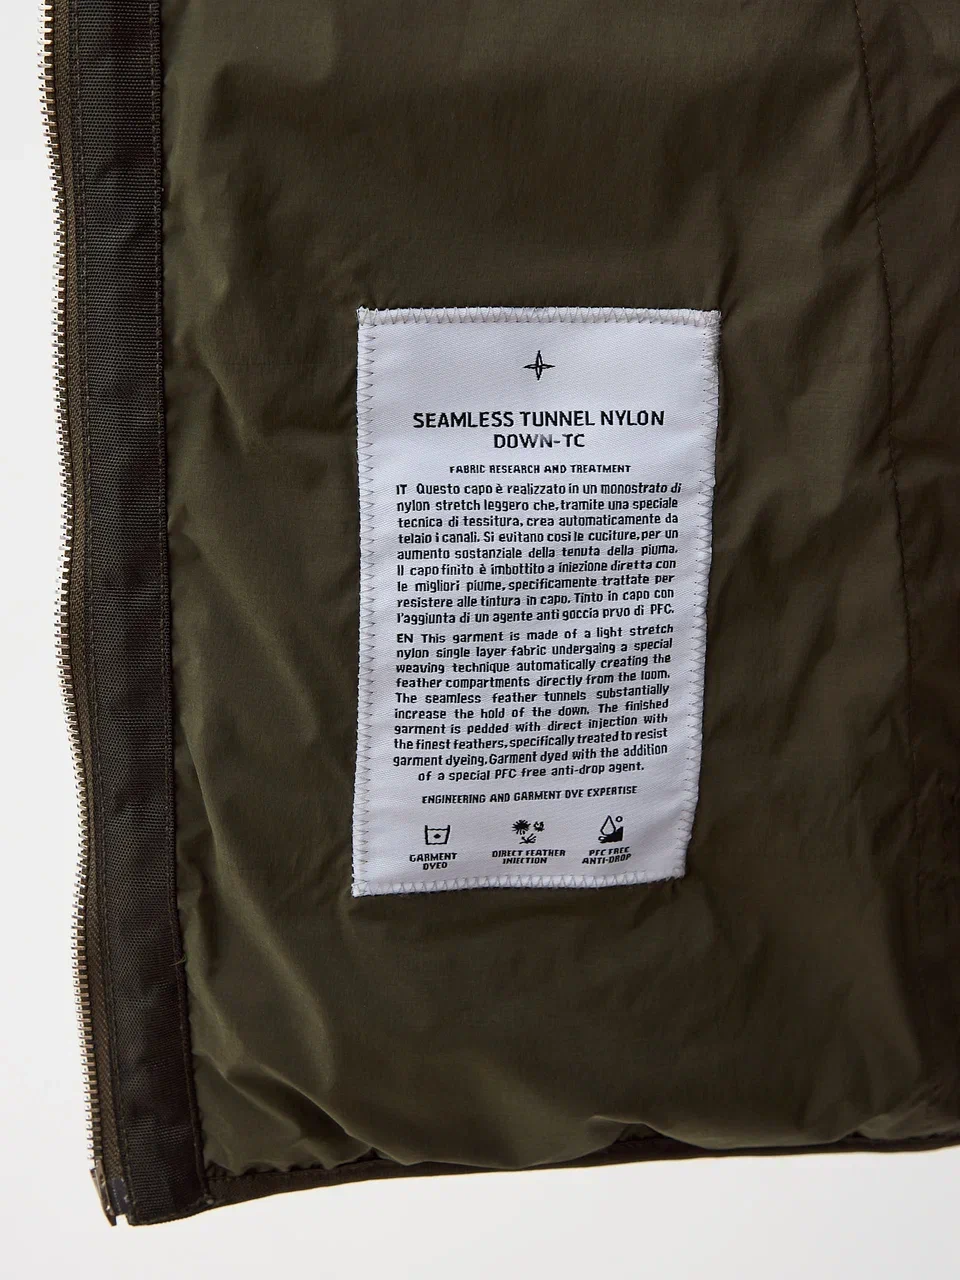 SEAMLESS TUNNEL NYLON
DOWN-TC
FABRIC RESEARCH AND TREATMENT
IT Questo capo è realizzato in un monostrato di
nylon stretch leggero che, tramite una speciale
tecnica di tessitura, crea automaticamente da
telaio i canali. Si evitano così le cuciture, per un
aumento sostanziale della tenuta della piuma.
Il capo finito è imbottito a iniezione diretta con
le migliori piume, specificamente trattate per
resistere alle tintura in capo. Tinto in capo con
l'aggiunta di un agente anti goccia prvo di PFC.
EN This garment is made of a light stretch
nylon single layer fabric undergaing a special
weaving technique automatically creating the
feather compartments directly from the loom.
The seamless feather tunnels substantially
increase the hold of the down. The finished
garment is pedded with direct injection with
the finest feathers, specifically treated to resist
garment dyeing. Garment dyed with the addition
of a special PFC free anti-drop agent.
ENGINEERING AND GARMENT DYE EXPERTISE
GARMENT
DYED
DIRECT FEATHER
INJECTION
PFC FREE
ANTI-DROP